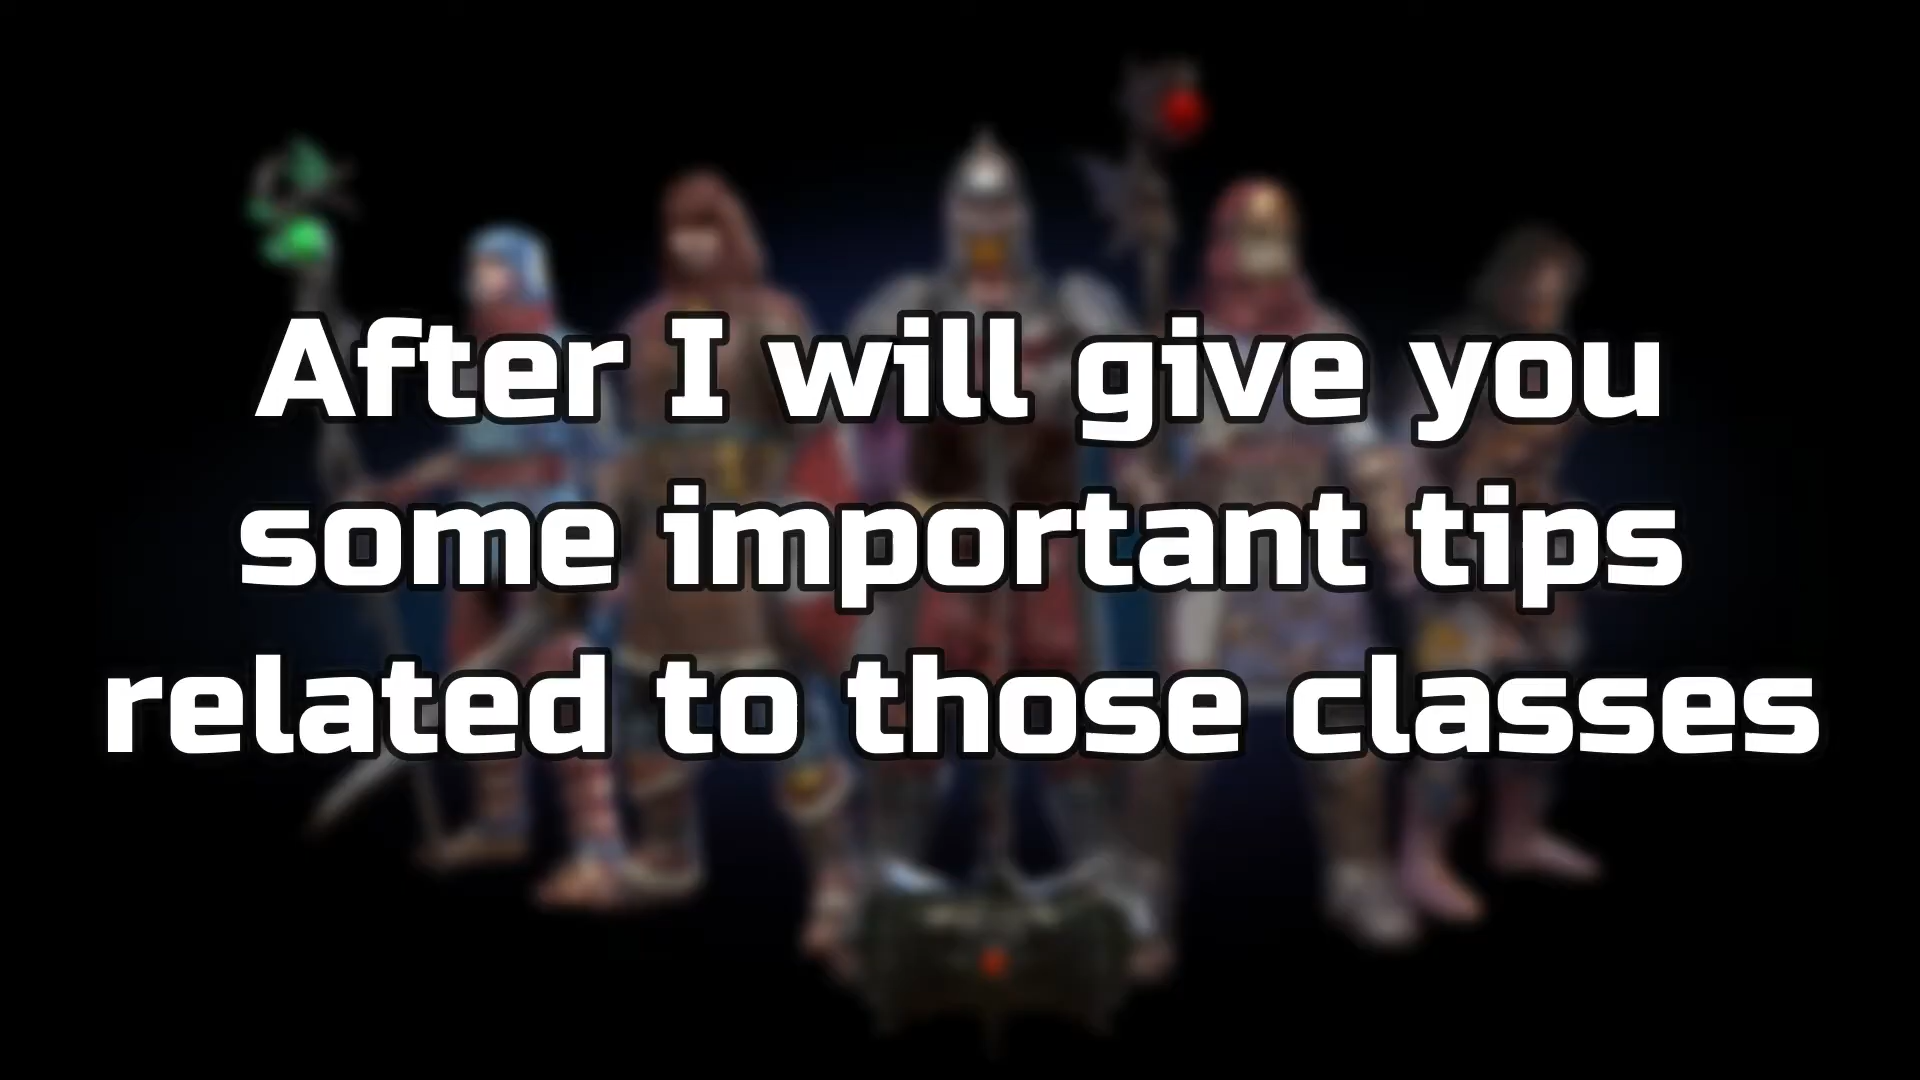 After I will give you
some important tips
related to those classes